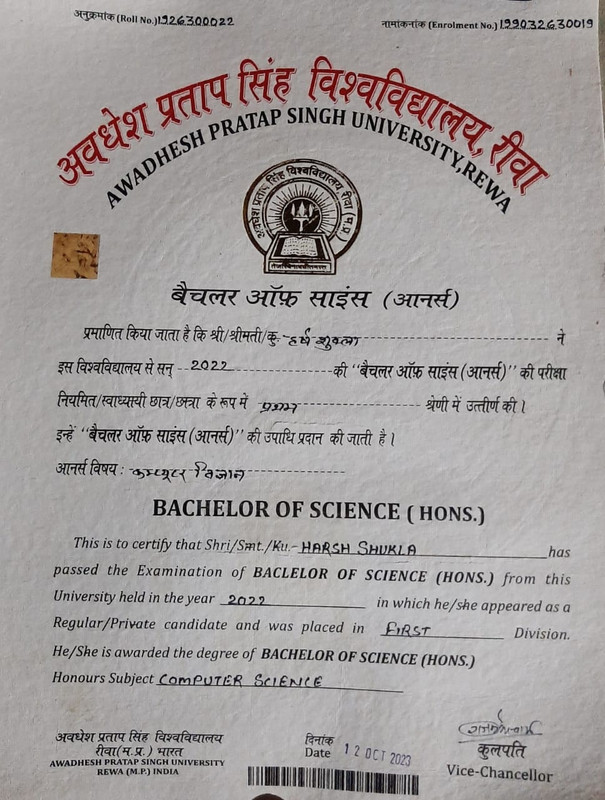 अनुक्रमांक (Roll No.) 1926300022
नामांकनांक (Enrolment No.) 199032630019
अवधेश प्रताप सिंह विश्वविद्यालय, रीवा
AWADHESH PRATAP SINGH UNIVERSITY, REWA
अवधेश प्रताप सिंह विश्वविद्यालय, रीवा (म.प्र.)
बैचलर ऑफ़ साइंस (आनर्स)
प्रमाणित किया जाता है कि श्री/श्रीमती/कु. हर्ष शुक्ला ने
इस विश्वविद्यालय से सन् 2022 की "बैचलर ऑफ़ साइंस (आनर्स)" की परीक्षा
नियमित/स्वाध्यायी छात्र/छात्रा के रूप में प्रथम श्रेणी में उत्तीर्ण की।
इन्हें "बैचलर ऑफ़ साइंस (आनर्स)" की उपाधि प्रदान की जाती है।
आनर्स विषय : कम्प्यूटर विज्ञान
BACHELOR OF SCIENCE ( HONS.)
This is to certify that Shri/Smt./Ku.- HARSH SHUKLA has
passed the Examination of BACLELOR OF SCIENCE (HONS.) from this
University held in the year 2022 in which he/she appeared as a
Regular/Private candidate and was placed in FIRST Division.
He/She is awarded the degree of BACHELOR OF SCIENCE (HONS.)
Honours Subject COMPUTER SCIENCE
अवधेश प्रताप सिंह विश्वविद्यालय
रीवा(म.प्र.) भारत
AWADHESH PRATAP SINGH UNIVERSITY
REWA (M.P.) INDIA
दिनांक
Date 12 OCT 2023
कुलपति
Vice-Chancellor